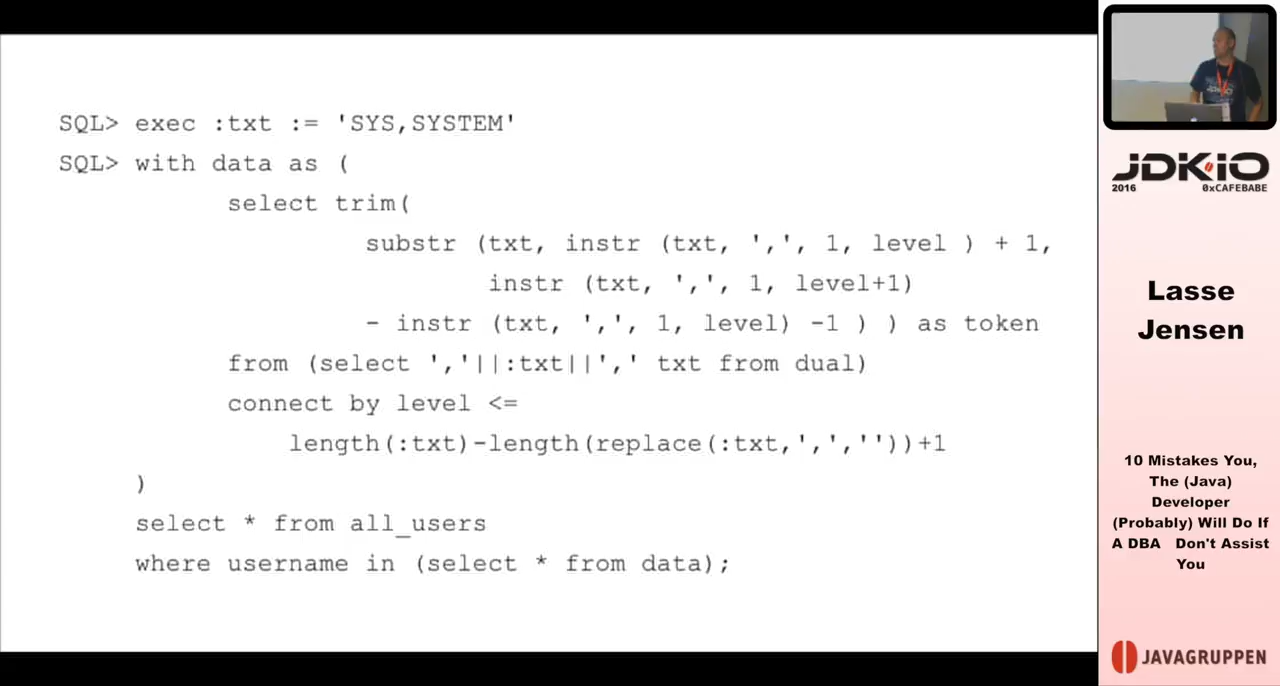 SQL> exec :txt := 'SYS,SYSTEM'
SQL> with data as (
select trim(
substr (txt, instr (txt, ',', 1, level ) + 1,
instr (txt, ',', 1, level+1)
- instr (txt, ',', 1, level) -1 ) ) as token
from (select ','||:txt||',' txt from dual)
connect by level <=
length(:txt)-length(replace(:txt,',',''))+1
)
select * from all_users
where username in (select * from data);
JDK.IO
2016 0xCAFEBABE
Lasse
Jensen
10 Mistakes You,
The (Java)
Developer
(Probably) Will Do If
A DBA Don't Assist
You
JAVAGRUPPEN